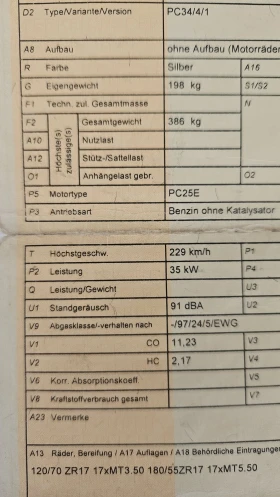 D2 Type/Variante/Version PC34/4/1
A8 Aufbau ohne Aufbau (Motorräder
R Farbe Silber A16
G Eigengewicht 198 kg S1/S2
F1 Techn. zul. Gesamtmasse N
F2 Höchste(s) zulässige(s) Gesamtgewicht 386 kg
A10 Nutzlast
A12 Stütz-/Sattellast
O1 Anhängelast gebr. O2
P5 Motortype PC25E
P3 Antriebsart Benzin ohne Katalysator
T Höchstgeschw. 229 km/h P1
P2 Leistung 35 kW P4
Q Leistung/Gewicht U3
U1 Standgeräusch 91 dBA U2
V9 Abgasklasse/-verhalten nach -/97/24/5/EWG
V1 CO 11,23 V3
V2 HC 2,17 V4
V6 Korr. Absorptionskoeff. V5
V8 Kraftstoffverbrauch gesamt V7
A23 Vermerke
A13 Räder, Bereifung / A17 Auflagen / A18 Behördliche Eintragungen
120/70 ZR17 17xMT3.50 180/55ZR17 17xMT5.50